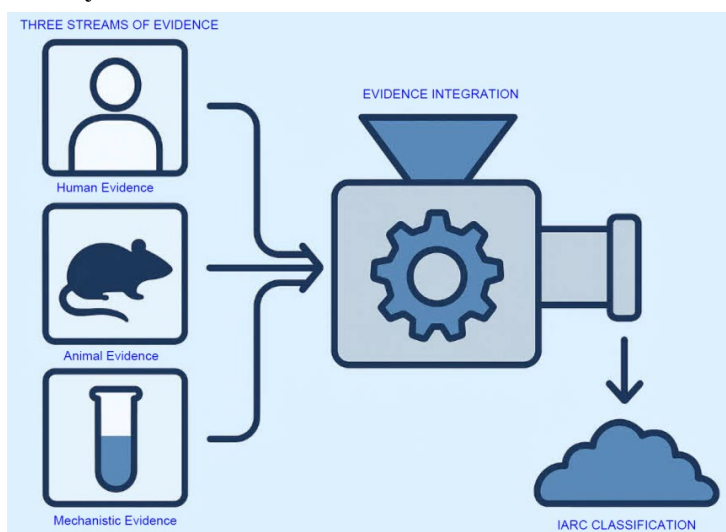 THREE STREAMS OF EVIDENCE
EVIDENCE INTEGRATION
Human Evidence
Animal Evidence
Mechanistic Evidence
IARC CLASSIFICATION